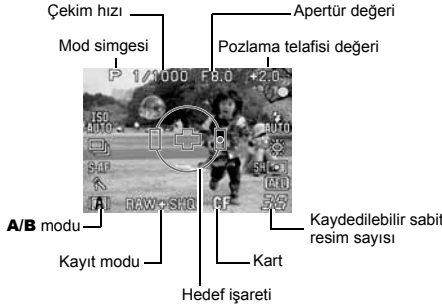 Çekim hızı
Apertür değeri
Mod simgesi
Pozlama telafisi değeri
P 1/1000 F8.0 +2.0
ISO
AUTO
AUTO
S-AF
SH
AEL
[A] RAW+SHQ CF 36
A/B modu
Kaydedilebilir sabit
resim sayısı
Kayıt modu
Kart
Hedef işareti